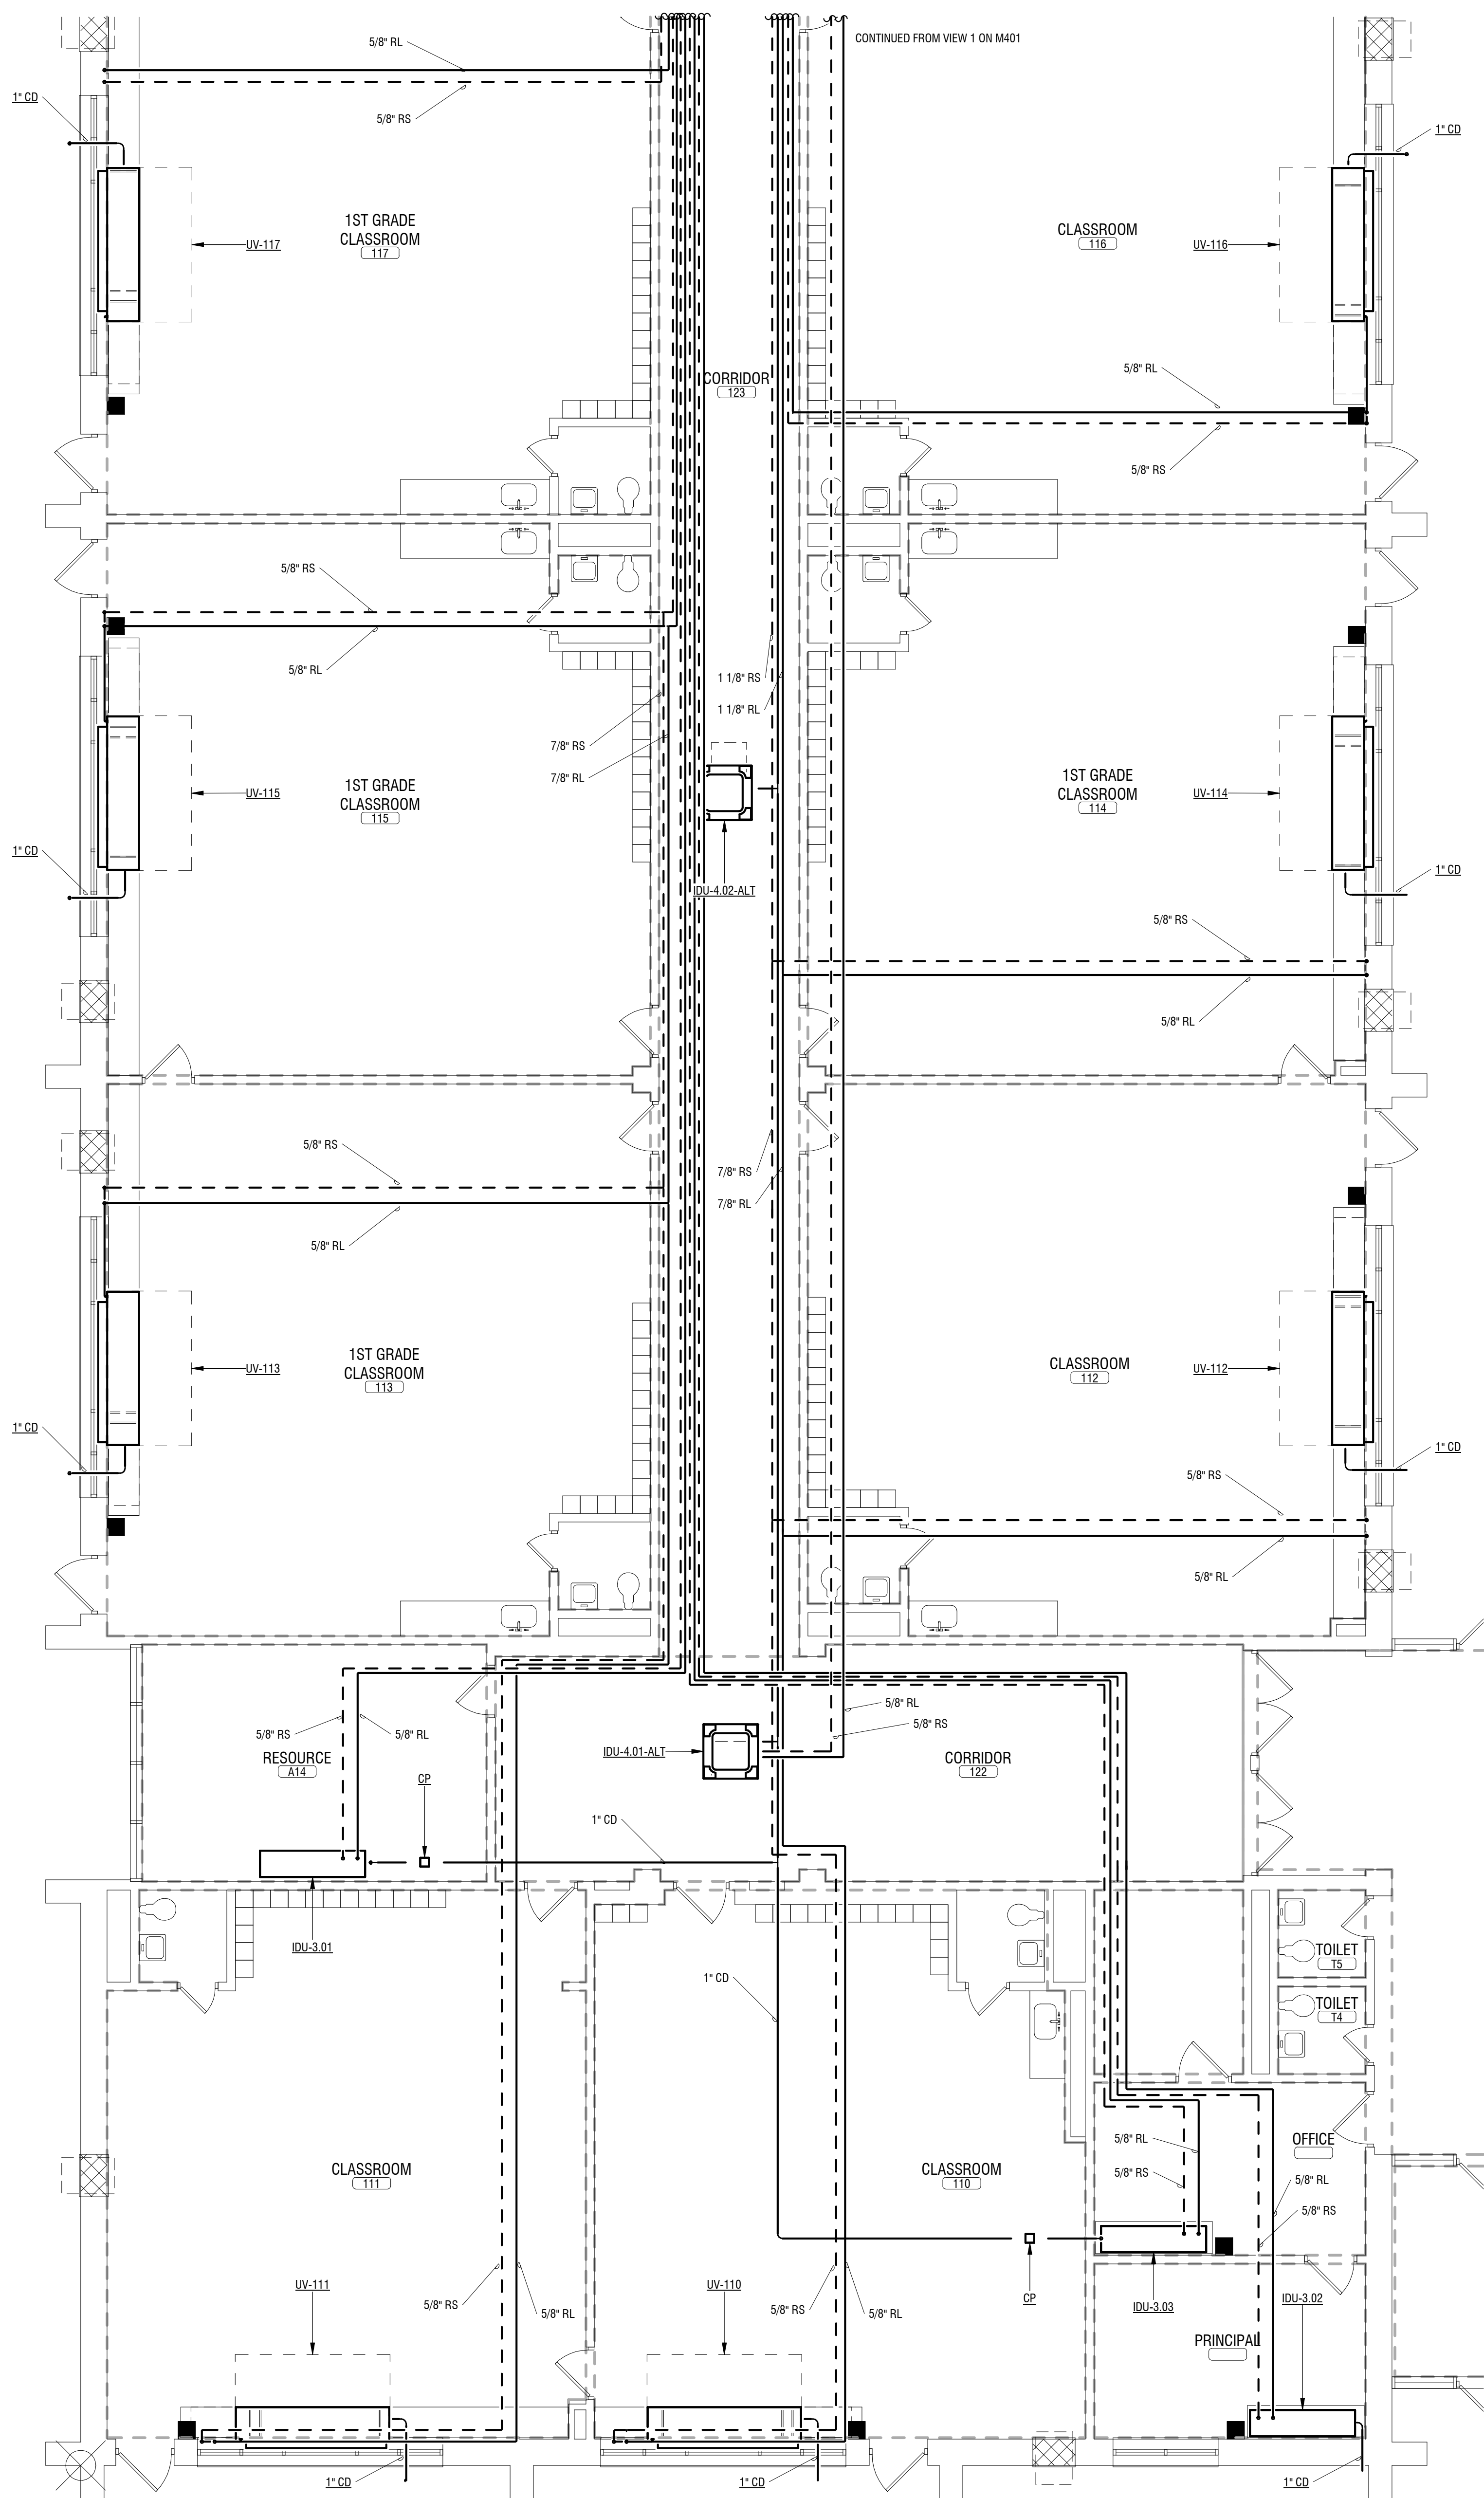 CONTINUED FROM VIEW 1 ON M401
5/8" RL
1" CD
5/8" RS
1" CD
1ST GRADE
CLASSROOM
117
UV-117
CLASSROOM
116
UV-116
CORRIDOR
123
5/8" RL
5/8" RS
5/8" RS
5/8" RL
1 1/8" RS
1 1/8" RL
7/8" RS
7/8" RL
1ST GRADE
CLASSROOM
115
UV-115
1ST GRADE
CLASSROOM
114
UV-114
1" CD
IDU-4.02-ALT
1" CD
5/8" RS
5/8" RL
5/8" RS
7/8" RS
7/8" RL
5/8" RL
1ST GRADE
CLASSROOM
113
UV-113
CLASSROOM
112
UV-112
1" CD
1" CD
5/8" RS
5/8" RL
5/8" RL
5/8" RS
5/8" RS
5/8" RL
RESOURCE
A14
IDU-4.01-ALT
CORRIDOR
122
CP
1" CD
IDU-3.01
TOILET
T5
1" CD
TOILET
T4
OFFICE
5/8" RL
5/8" RS
CLASSROOM
111
CLASSROOM
110
5/8" RL
5/8" RS
UV-111
UV-110
CP
IDU-3.03
IDU-3.02
5/8" RS
5/8" RL
5/8" RS
5/8" RL
PRINCIPAL
1" CD
1" CD
1" CD